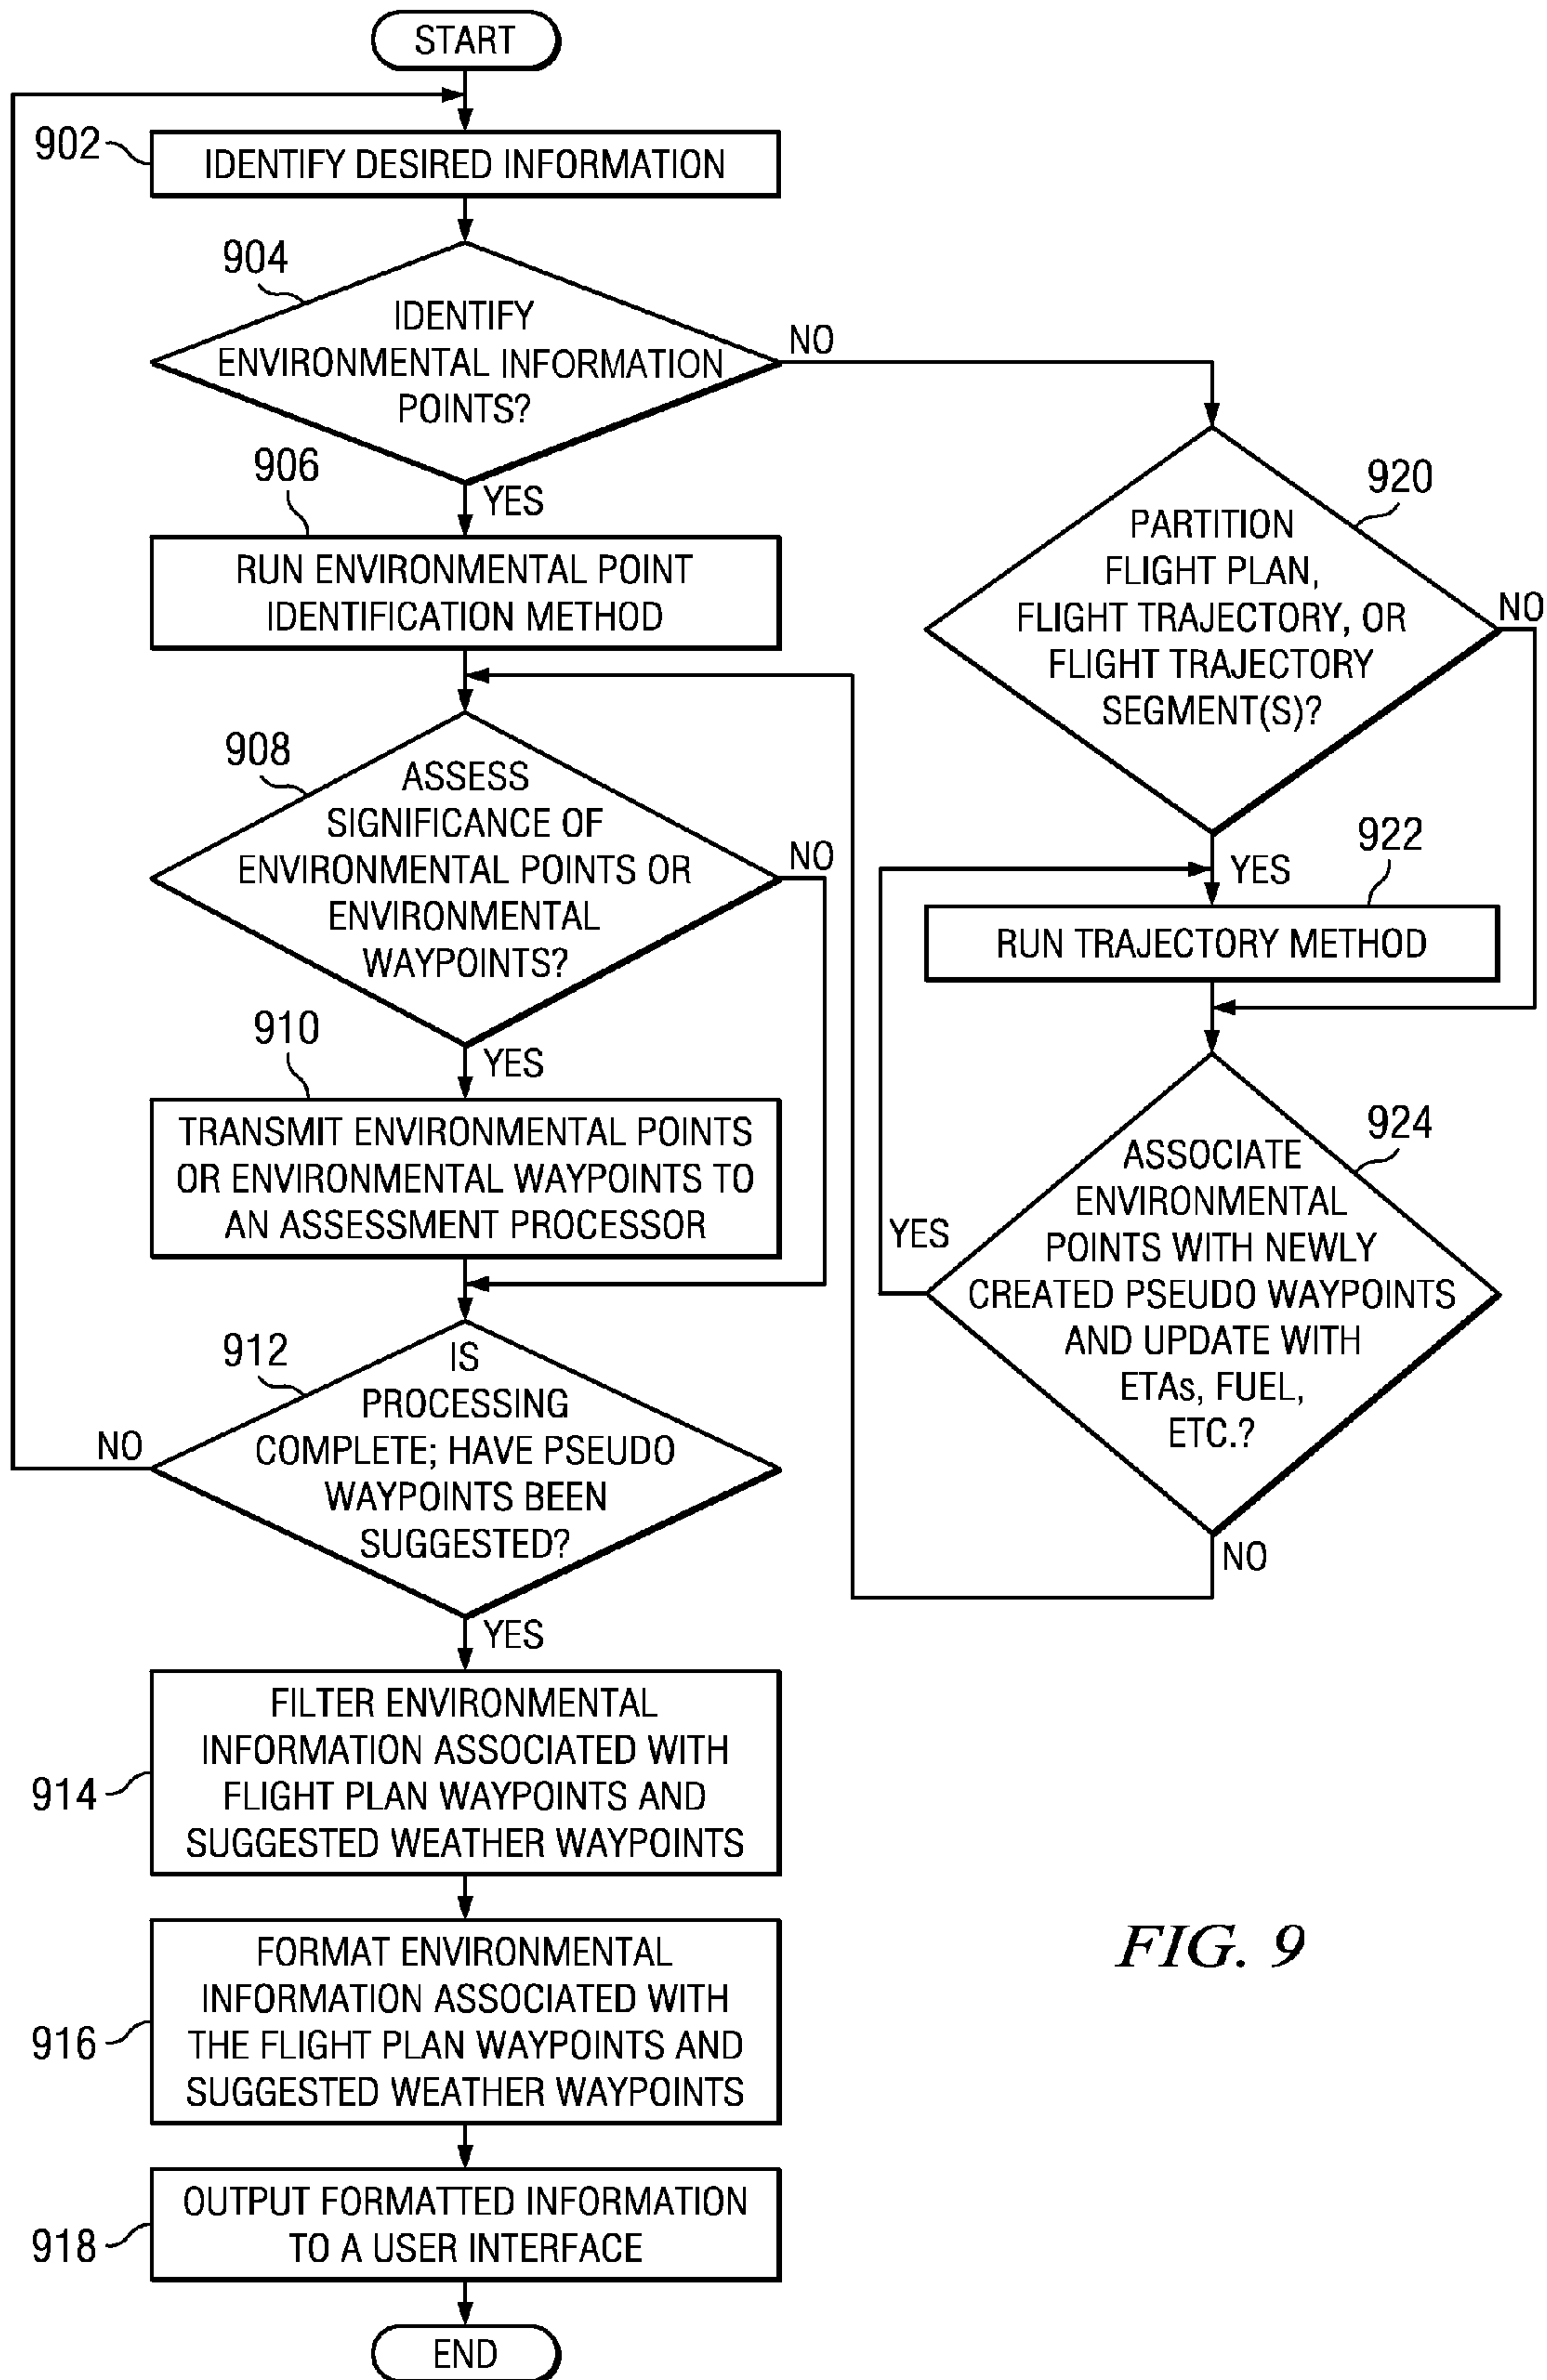 START
902
IDENTIFY DESIRED INFORMATION
904
IDENTIFY
ENVIRONMENTAL INFORMATION
POINTS?
NO
YES
906
RUN ENVIRONMENTAL POINT
IDENTIFICATION METHOD
908
ASSESS
SIGNIFICANCE OF
ENVIRONMENTAL POINTS OR
ENVIRONMENTAL
WAYPOINTS?
NO
YES
910
TRANSMIT ENVIRONMENTAL POINTS
OR ENVIRONMENTAL WAYPOINTS TO
AN ASSESSMENT PROCESSOR
912
IS
PROCESSING
COMPLETE; HAVE PSEUDO
WAYPOINTS BEEN
SUGGESTED?
NO
YES
914
FILTER ENVIRONMENTAL
INFORMATION ASSOCIATED WITH
FLIGHT PLAN WAYPOINTS AND
SUGGESTED WEATHER WAYPOINTS
916
FORMAT ENVIRONMENTAL
INFORMATION ASSOCIATED WITH
THE FLIGHT PLAN WAYPOINTS AND
SUGGESTED WEATHER WAYPOINTS
918
OUTPUT FORMATTED INFORMATION
TO A USER INTERFACE
END
920
PARTITION
FLIGHT PLAN,
FLIGHT TRAJECTORY, OR
FLIGHT TRAJECTORY
SEGMENT(S)?
NO
YES
922
RUN TRAJECTORY METHOD
924
ASSOCIATE
ENVIRONMENTAL
POINTS WITH NEWLY
CREATED PSEUDO WAYPOINTS
AND UPDATE WITH
ETAs, FUEL,
ETC.?
YES
NO
FIG. 9